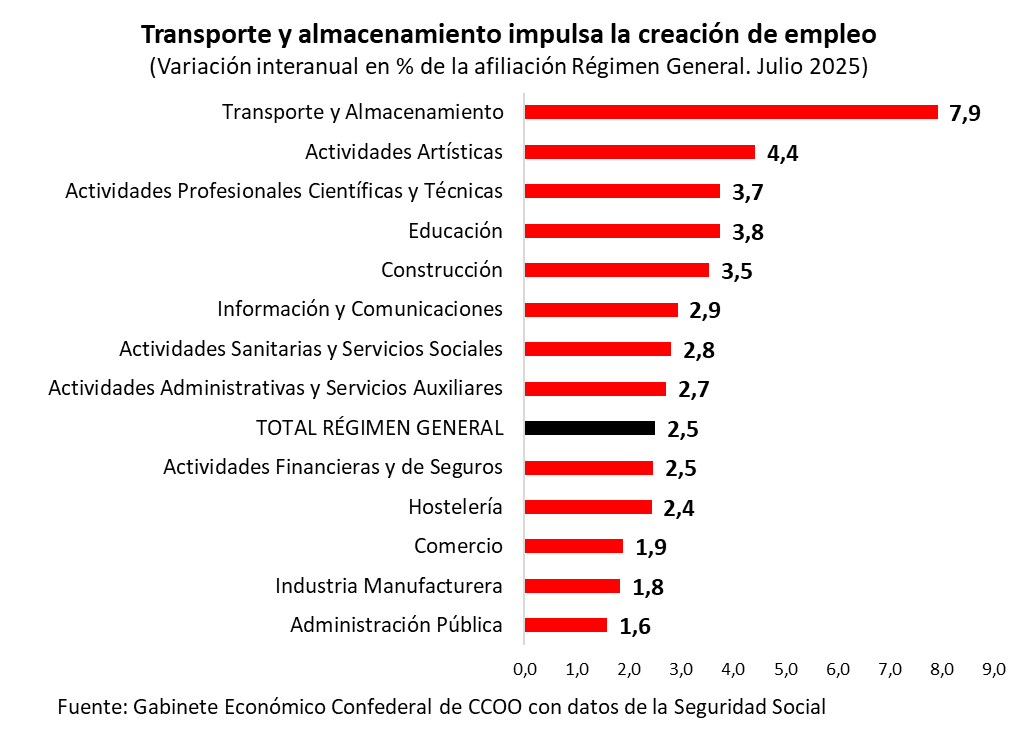 Transporte y almacenamiento impulsa la creación de empleo
(Variación interanual en % de la afiliación Régimen General. Julio 2025)
Transporte y Almacenamiento 7,9
Actividades Artísticas 4,4
Actividades Profesionales Científicas y Técnicas 3,7
Educación 3,8
Construcción 3,5
Información y Comunicaciones 2,9
Actividades Sanitarias y Servicios Sociales 2,8
Actividades Administrativas y Servicios Auxiliares 2,7
TOTAL RÉGIMEN GENERAL 2,5
Actividades Financieras y de Seguros 2,5
Hostelería 2,4
Comercio 1,9
Industria Manufacturera 1,8
Administración Pública 1,6
0,0 1,0 2,0 3,0 4,0 5,0 6,0 7,0 8,0 9,0
Fuente: Gabinete Económico Confederal de CCOO con datos de la Seguridad Social